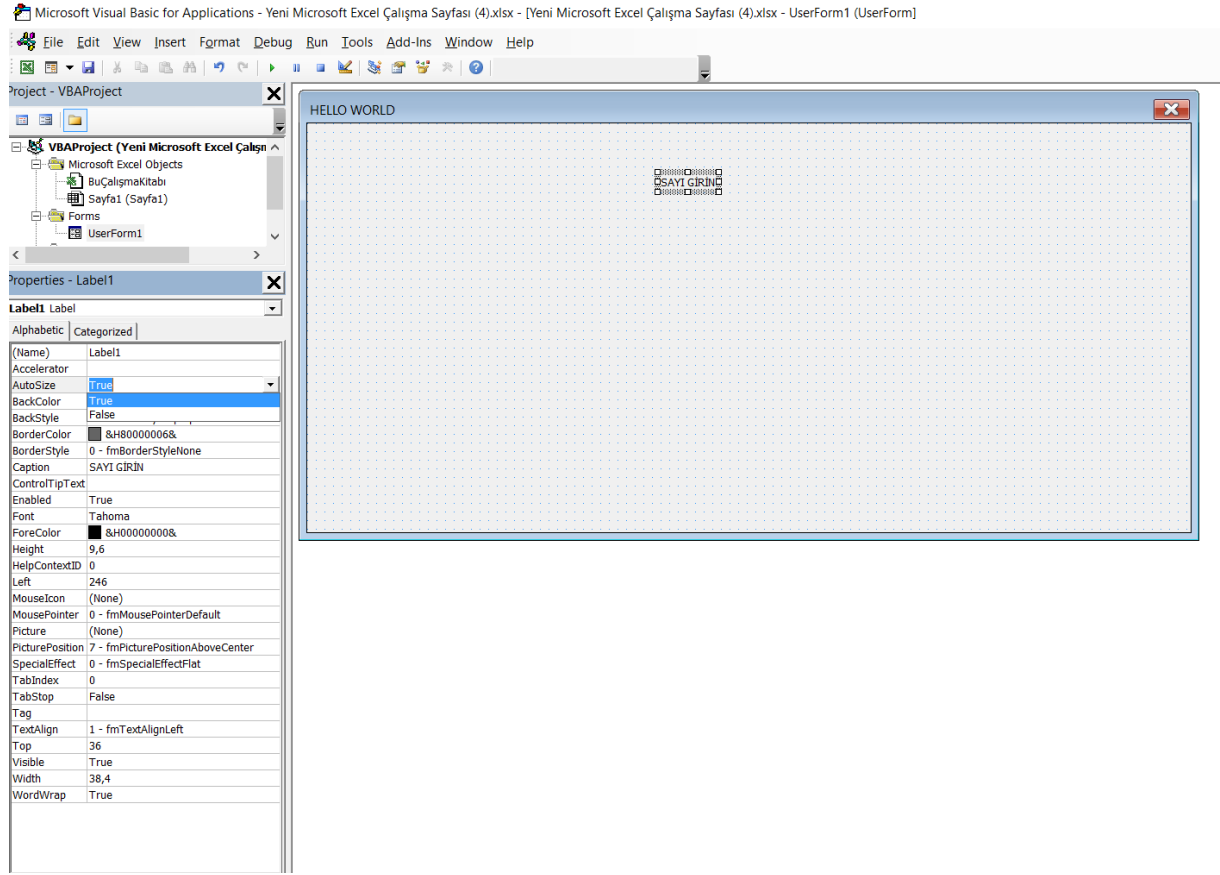 Microsoft Visual Basic for Applications - Yeni Microsoft Excel Çalışma Sayfası (4).xlsx - [Yeni Microsoft Excel Çalışma Sayfası (4).xlsx - UserForm1 (UserForm]
File Edit View Insert Format Debug Run Tools Add-Ins Window Help
Project - VBAProject
VBAProject (Yeni Microsoft Excel Çalışn
Microsoft Excel Objects
BuÇalışmaKitabı
Sayfa1 (Sayfa1)
Forms
UserForm1
Properties - Label1
Label1 Label
Alphabetic Categorized
(Name) Label1
Accelerator
AutoSize True
BackColor True
BackStyle False
BorderColor &H80000006&
BorderStyle 0 - fmBorderStyleNone
Caption SAYI GİRİN
ControlTipText
Enabled True
Font Tahoma
ForeColor &H00000000&
Height 9,6
HelpContextID 0
Left 246
MouseIcon (None)
MousePointer 0 - fmMousePointerDefault
Picture (None)
PicturePosition 7 - fmPicturePositionAboveCenter
SpecialEffect 0 - fmSpecialEffectFlat
TabIndex 0
TabStop False
Tag
TextAlign 1 - fmTextAlignLeft
Top 36
Visible True
Width 38,4
WordWrap True
HELLO WORLD
SAYI GİRİN